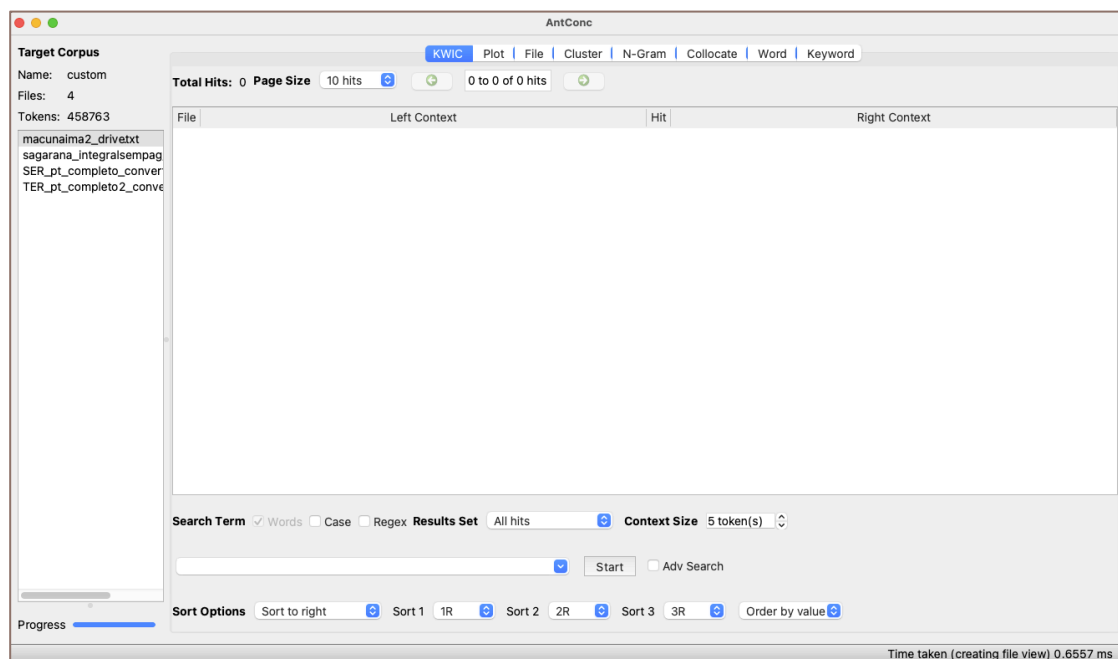 AntConc
Target Corpus
Name: custom
Files: 4
Tokens: 458763
macunaima2_drive.txt
sagarana_integralsempag
SER_pt_completo_conver
TER_pt_completo2_conve
Progress
KWIC Plot File Cluster N-Gram Collocate Word Keyword
Total Hits: 0 Page Size 10 hits 0 to 0 of 0 hits
File Left Context Hit Right Context
Search Term Words Case Regex Results Set All hits Context Size 5 token(s)
Start Adv Search
Sort Options Sort to right Sort 1 1R Sort 2 2R Sort 3 3R Order by value
Time taken (creating file view) 0.6557 ms